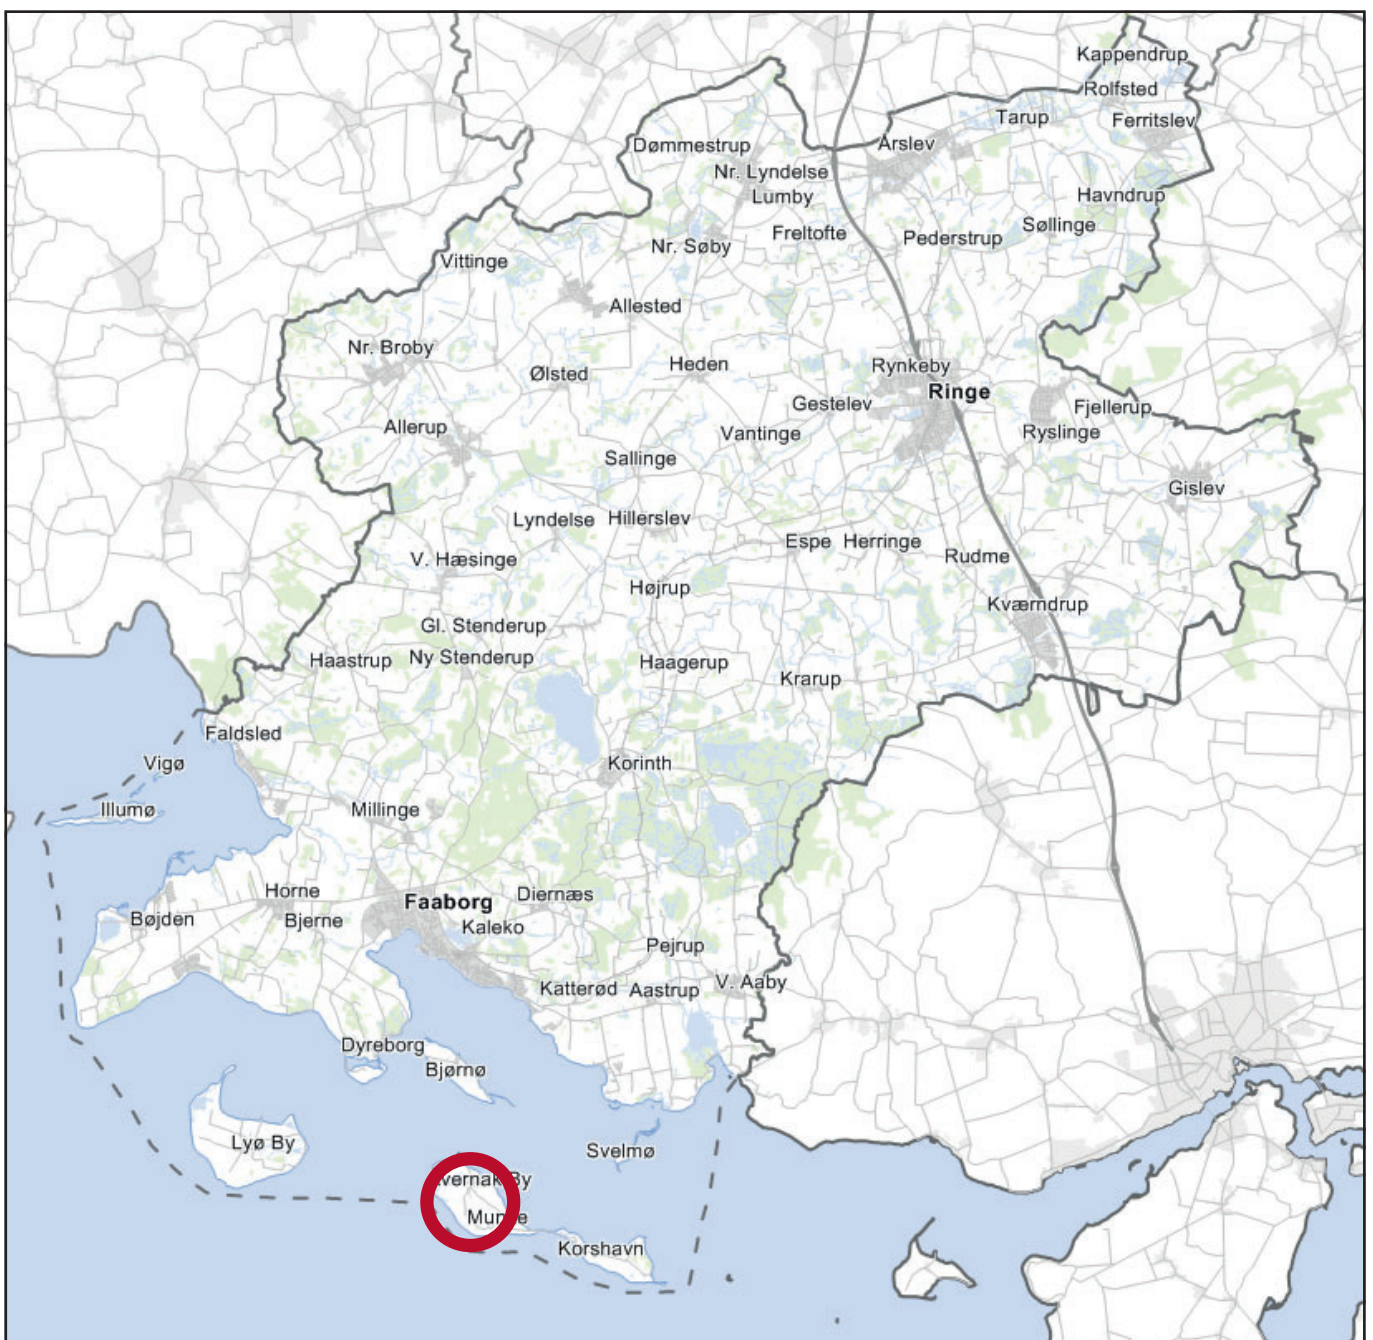 Kappendrup
Rolfsted
Tarup
Ferritslev
Dømmestrup
Årslev
Nr. Lyndelse
Lumby
Havndrup
Søllinge
Freltofte
Pederstrup
Nr. Søby
Vittinge
Allested
Nr. Broby
Ølsted
Heden
Rynkeby
Ringe
Gestelev
Fjellerup
Allerup
Vantinge
Ryslinge
Sallinge
Gislev
Lyndelse
Hillerslev
Espe
Herringe
Rudme
V. Hæsinge
Højrup
Kværndrup
Gl. Stenderup
Haastrup
Ny Stenderup
Haagerup
Krarup
Faldsled
Vigø
Korinth
Illumø
Millinge
Horne
Diernæs
Faaborg
Bøjden
Bjerne
Kaleko
Pejrup
V. Aaby
Katterød
Aastrup
Dyreborg
Bjørnø
Lyø By
Svelmø
By
Korshavn